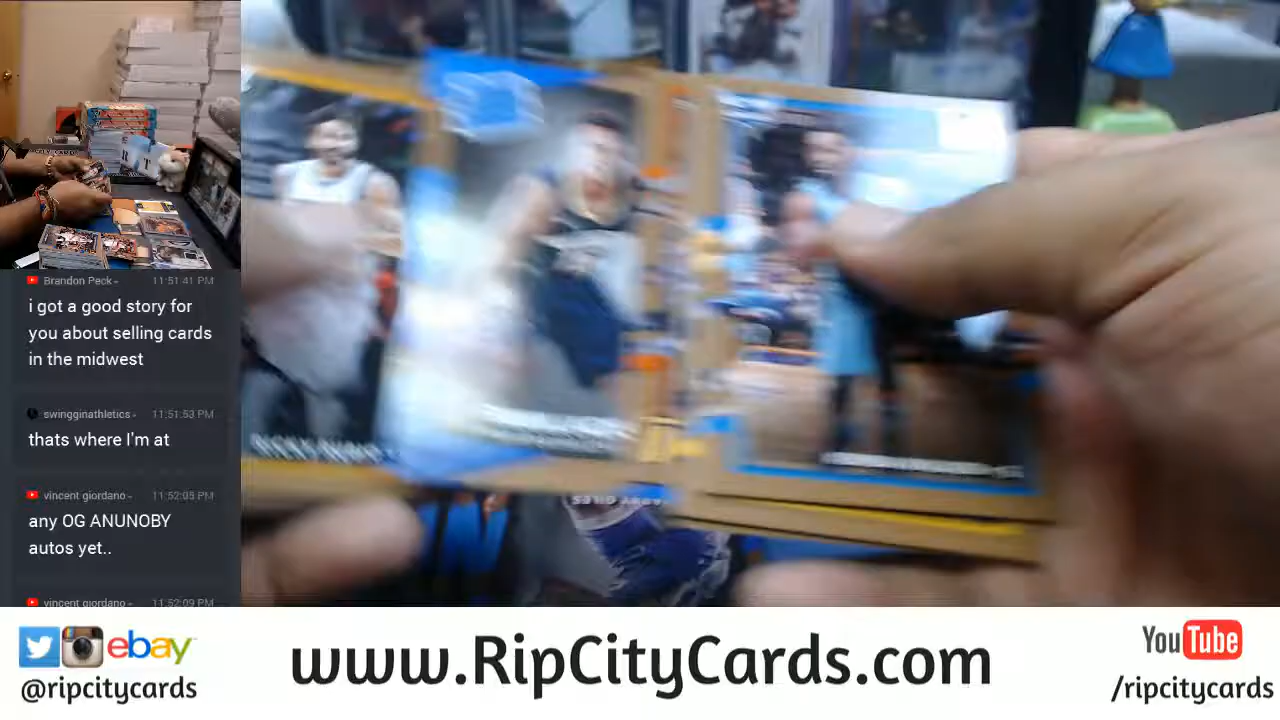 Brandon Peck 11:51:41 PM
i got a good story for
you about selling cards
in the midwest
swingginathletics 11:51:53 PM
thats where I'm at
vincent giordano 11:52:05 PM
any OG ANUNOBY
autos yet..
vincent giordano 11:52:09 PM
GILES
ebay
@ripcitycards
www.RipCityCards.com
YouTube
/ripcitycards